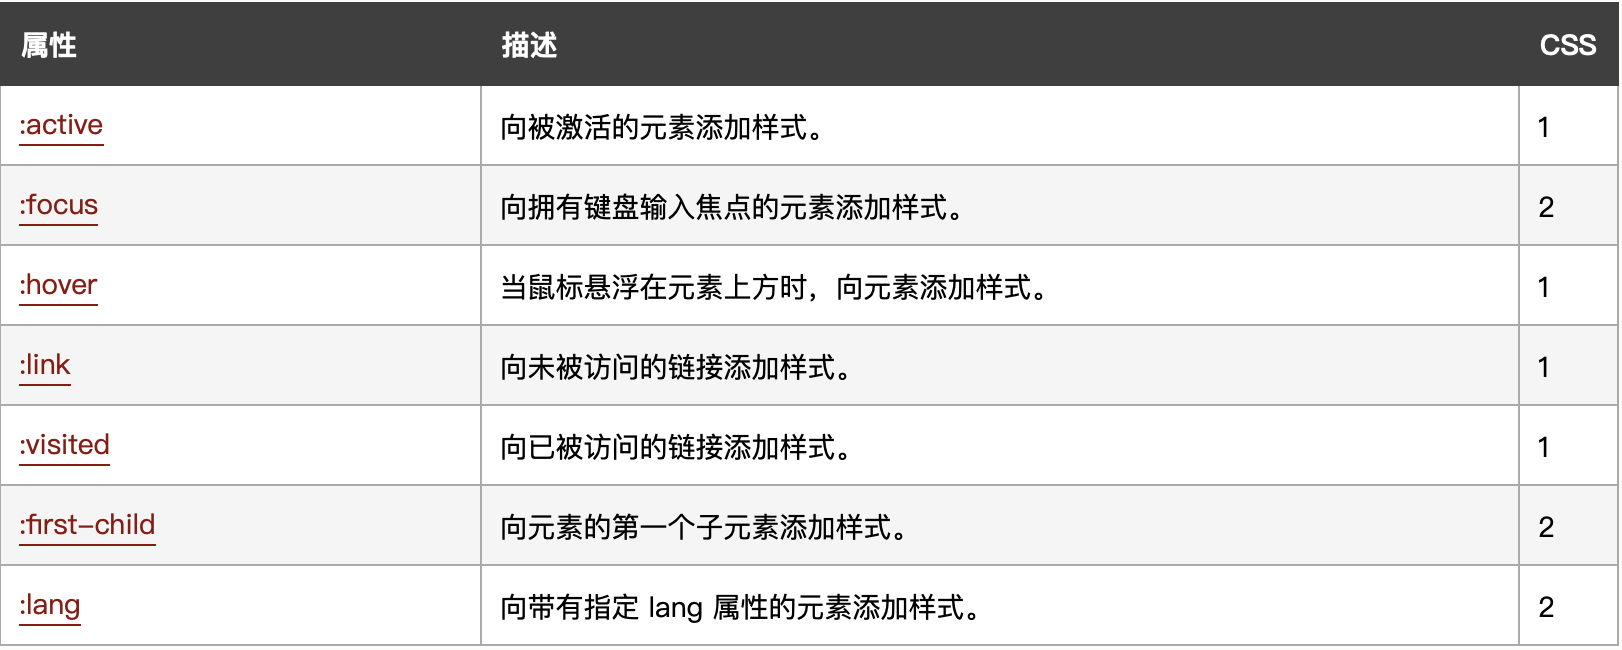 属性 描述 CSS
:active 向被激活的元素添加样式。 1
:focus 向拥有键盘输入焦点的元素添加样式。 2
:hover 当鼠标悬浮在元素上方时，向元素添加样式。 1
:link 向未被访问的链接添加样式。 1
:visited 向已被访问的链接添加样式。 1
:first-child 向元素的第一个子元素添加样式。 2
:lang 向带有指定 lang 属性的元素添加样式。 2